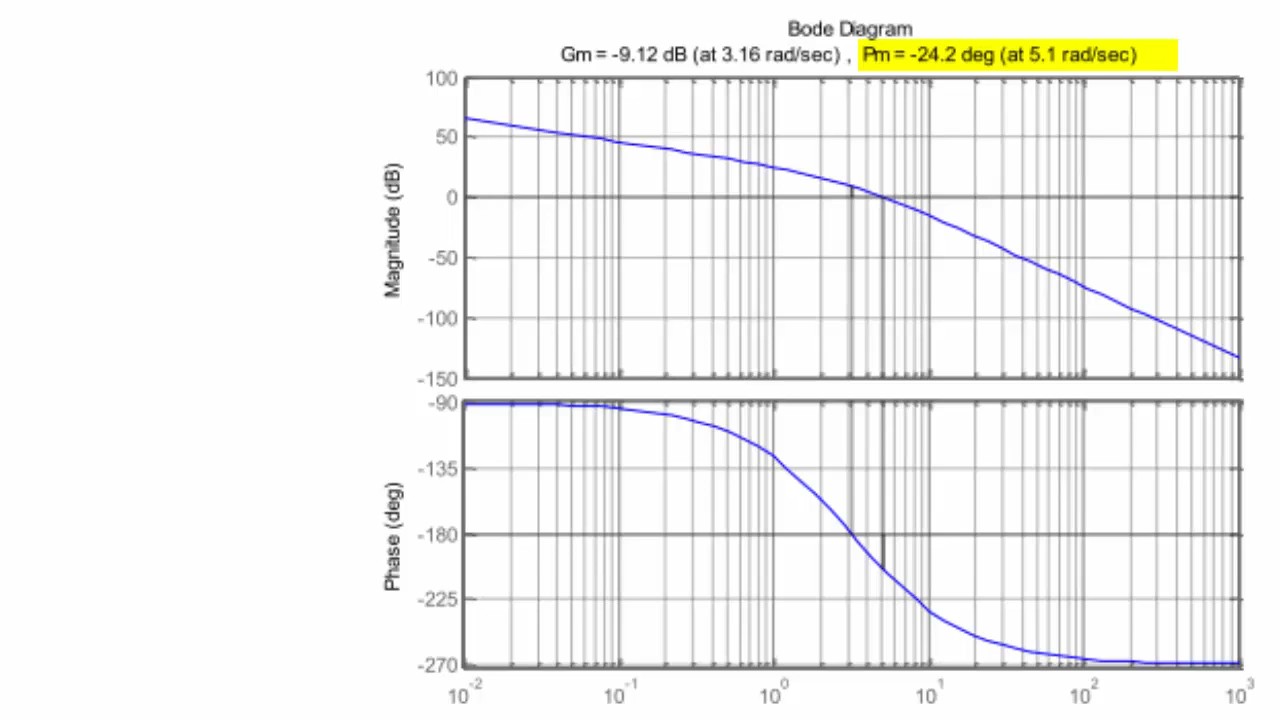 Bode Diagram
Gm = -9.12 dB (at 3.16 rad/sec) , Pm = -24.2 deg (at 5.1 rad/sec)
100
50
0
-50
-100
-150
Magnitude (dB)
-90
-135
-180
-225
-270
Phase (deg)
10^-2 10^-1 10^0 10^1 10^2 10^3